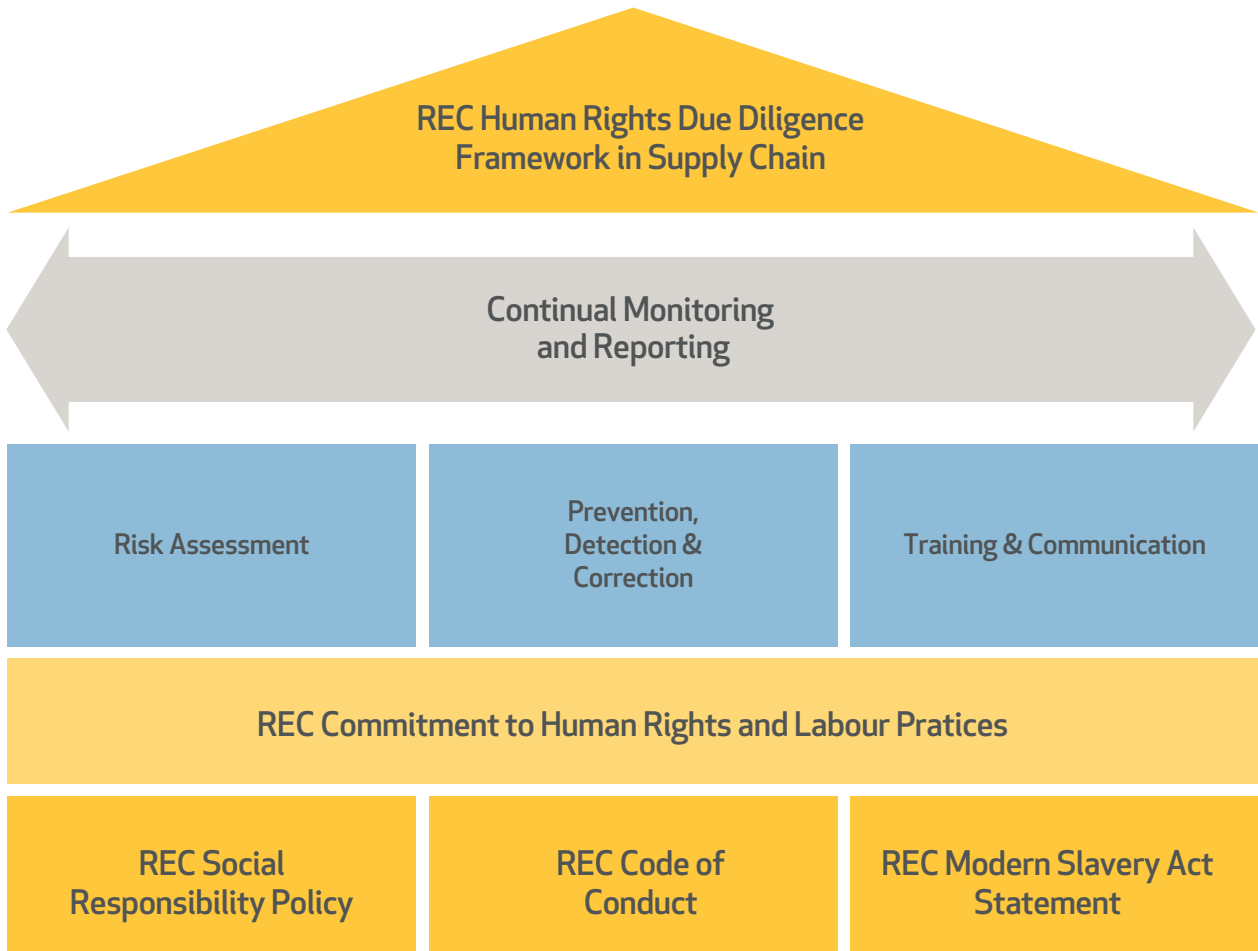 REC Human Rights Due Diligence
Framework in Supply Chain
Continual Monitoring
and Reporting
Risk Assessment
Prevention,
Detection &
Correction
Training & Communication
REC Commitment to Human Rights and Labour Pratices
REC Social
Responsibility Policy
REC Code of
Conduct
REC Modern Slavery Act
Statement